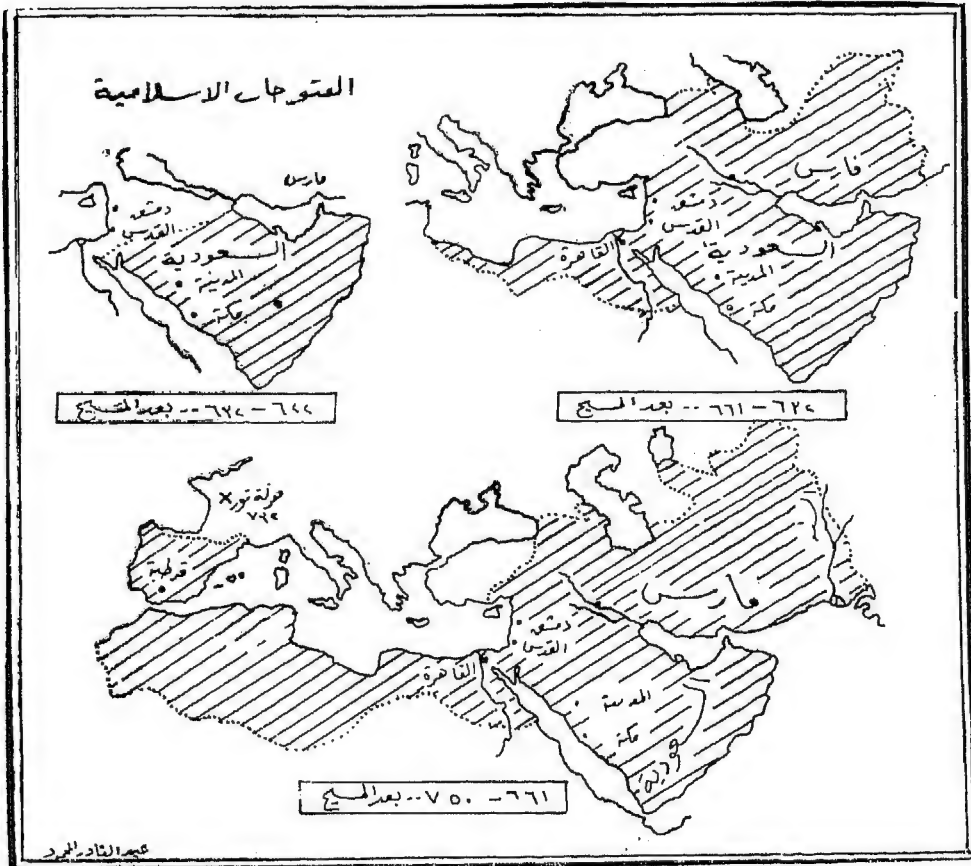 الفتوحات الاسلامية
فارس
دمشق
القدس
السعودية
المدينة
مكة
٦٢٢ – ٦٣٢ .. بعد المسيح
فارس
دمشق
القدس
القاهرة
السعودية
المدينة
مكة
٦٣٢ – ٦٦١ .. بعد المسيح
تور X
٧٣٢
قرطبة
فارس
دمشق
القدس
القاهرة
المدينة
مكة
٦٦١ – ٧٥٠ .. بعد المسيح
عبد القادر